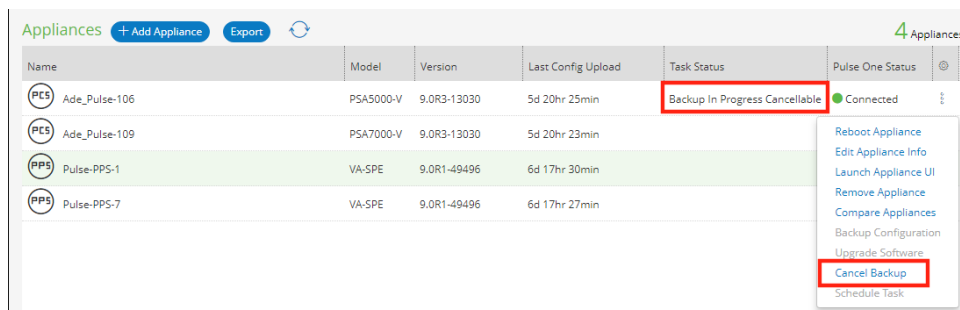 Appliances + Add Appliance Export 4 Appliances
Name Model Version Last Config Upload Task Status Pulse One Status
PCS Ade_Pulse-106 PSA5000-V 9.0R3-13030 5d 20hr 25min Backup In Progress Cancellable Connected
PCS Ade_Pulse-109 PSA7000-V 9.0R3-13030 5d 20hr 23min
PPS Pulse-PPS-1 VA-SPE 9.0R1-49496 6d 17hr 30min
PPS Pulse-PPS-7 VA-SPE 9.0R1-49496 6d 17hr 27min
Reboot Appliance
Edit Appliance Info
Launch Appliance UI
Remove Appliance
Compare Appliances
Backup Configuration
Upgrade Software
Cancel Backup
Schedule Task